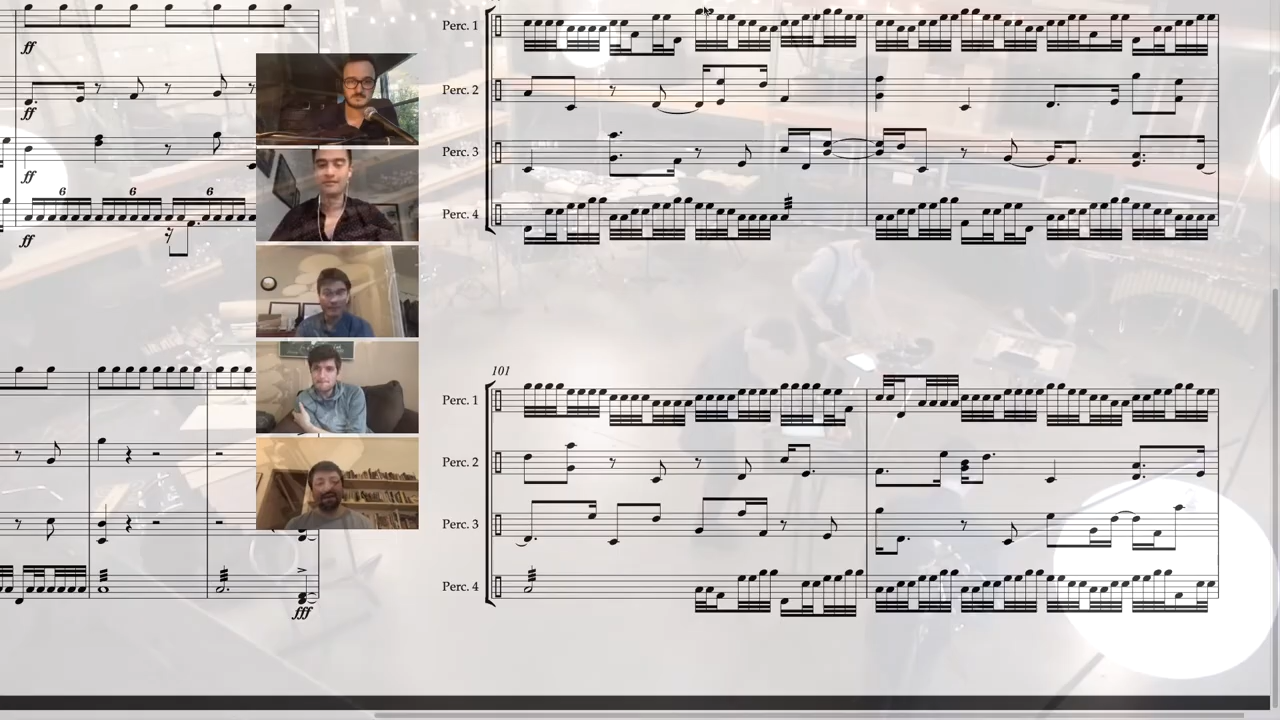 ff
ff
ff
6 6 6
ff
fff
Perc. 1
Perc. 2
Perc. 3
Perc. 4
101
Perc. 1
Perc. 2
Perc. 3
Perc. 4